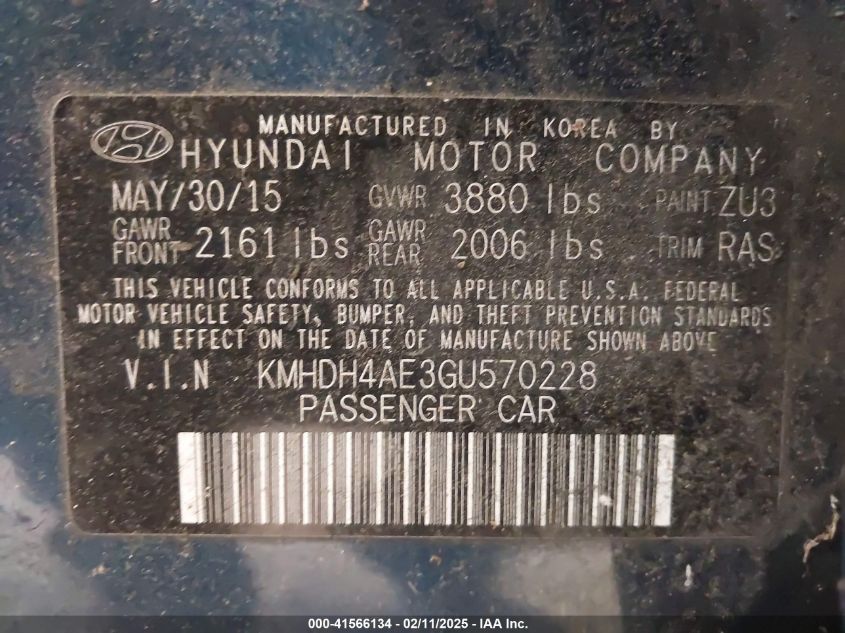 MANUFACTURED IN KOREA BY
HYUNDAI MOTOR COMPANY
MAY/30/15 GVWR 3880 lbs PAINT ZU3
GAWR FRONT 2161 lbs GAWR REAR 2006 lbs TRIM RAS
THIS VEHICLE CONFORMS TO ALL APPLICABLE U.S.A. FEDERAL
MOTOR VEHICLE SAFETY, BUMPER, AND THEFT PREVENTION STANDARDS
IN EFFECT ON THE DATE OF MANUFACTURE SHOWN ABOVE
V.I.N KMHDH4AE3GU570228
PASSENGER CAR
000-41566134 - 02/11/2025 - © IAA, Inc.